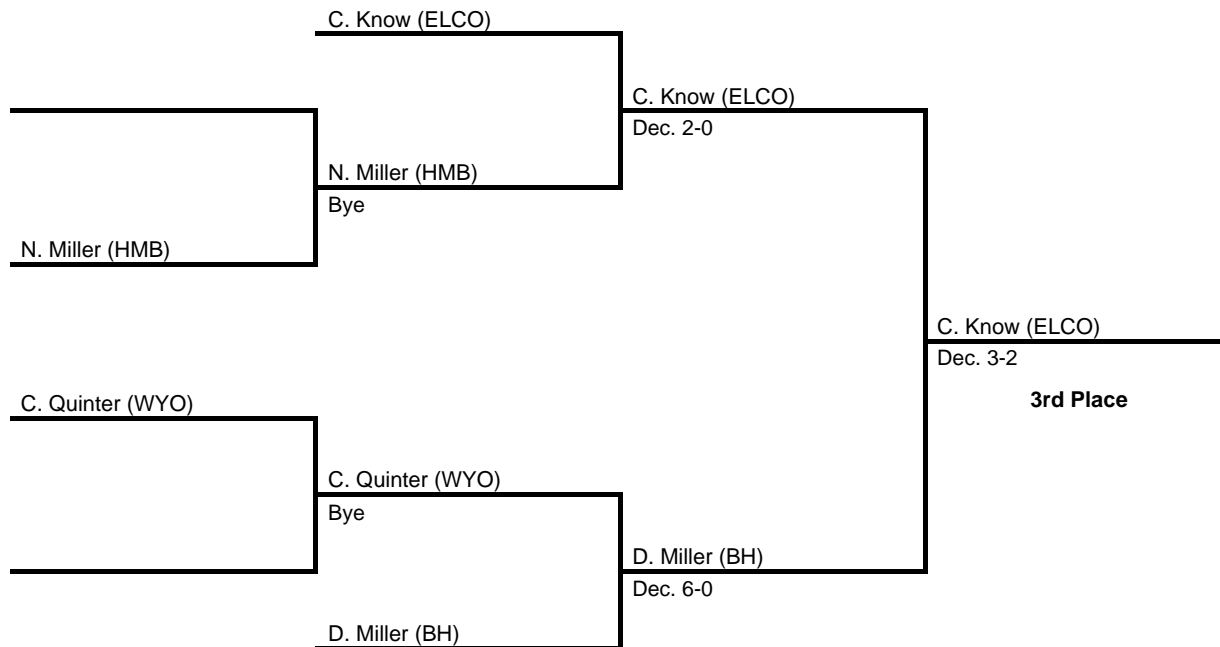 C. Know (ELCO)
C. Know (ELCO)
Dec. 2-0
N. Miller (HMB)
Bye
N. Miller (HMB)
C. Know (ELCO)
Dec. 3-2
3rd Place
C. Quinter (WYO)
C. Quinter (WYO)
Bye
D. Miller (BH)
Dec. 6-0
D. Miller (BH)